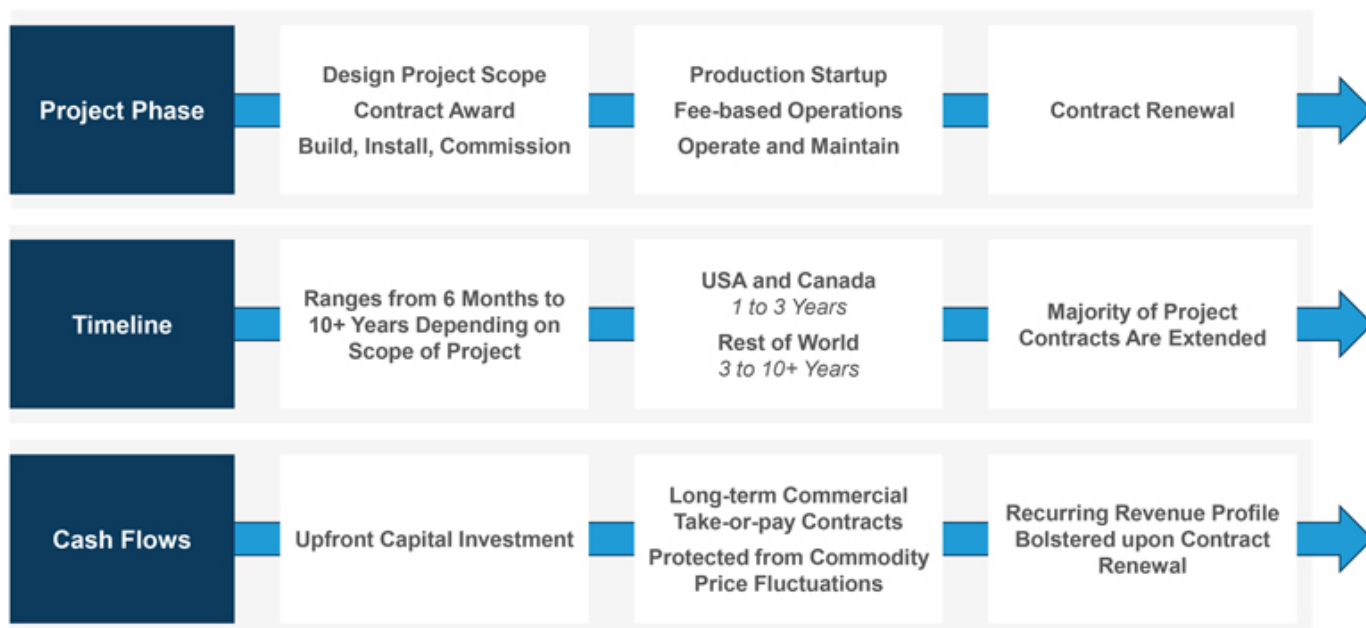 Project Phase
Design Project Scope
Contract Award
Build, Install, Commission
Production Startup
Fee-based Operations
Operate and Maintain
Contract Renewal
Timeline
Ranges from 6 Months to
10+ Years Depending on
Scope of Project
USA and Canada
1 to 3 Years
Rest of World
3 to 10+ Years
Majority of Project
Contracts Are Extended
Cash Flows
Upfront Capital Investment
Long-term Commercial
Take-or-pay Contracts
Protected from Commodity
Price Fluctuations
Recurring Revenue Profile
Bolstered upon Contract
Renewal